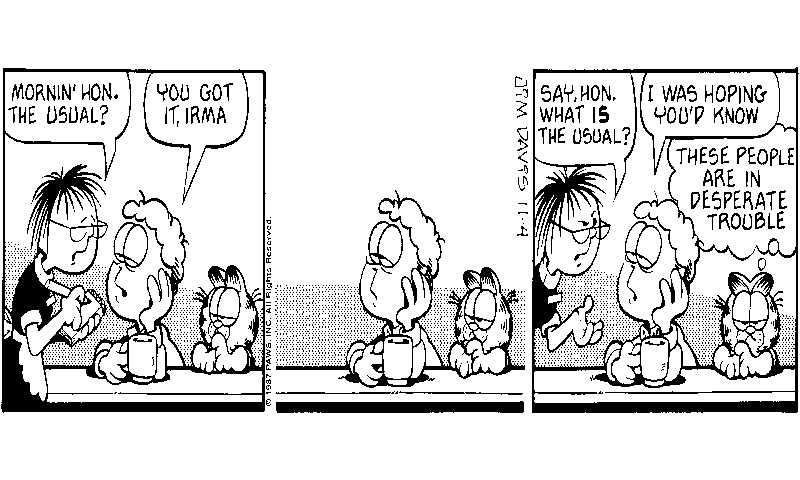 MORNIN' HON.
THE USUAL?
YOU GOT
IT, IRMA
© 1987 PAWS, INC. All Rights Reserved.
JIM DAVIS 11-4
SAY, HON.
WHAT IS
THE USUAL?
I WAS HOPING
YOU'D KNOW
THESE PEOPLE
ARE IN
DESPERATE
TROUBLE